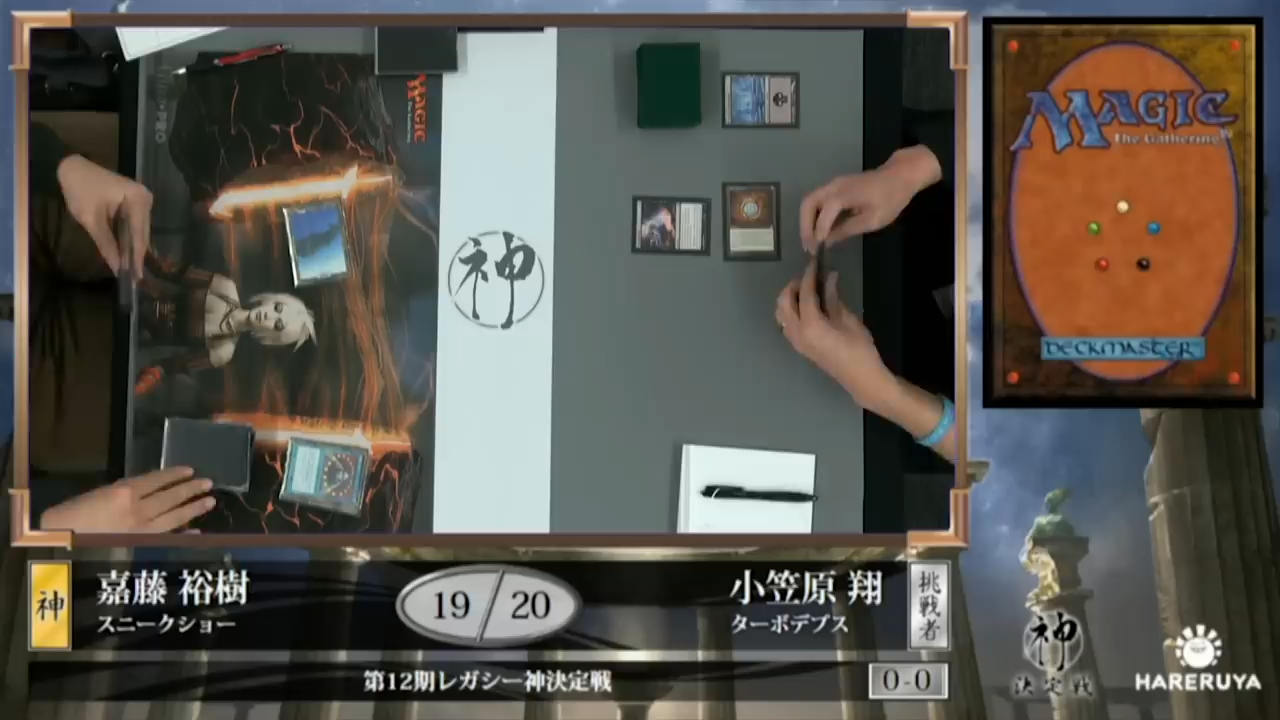 MAGIC
The Gathering
DECKMASTER
MAGIC
神
神
嘉藤 裕樹
スニークショー
19/20
小笠原 翔
ターボデプス
挑戦者
第12期レガシー神決定戦
0-0
神
決定戦
HARERUYA